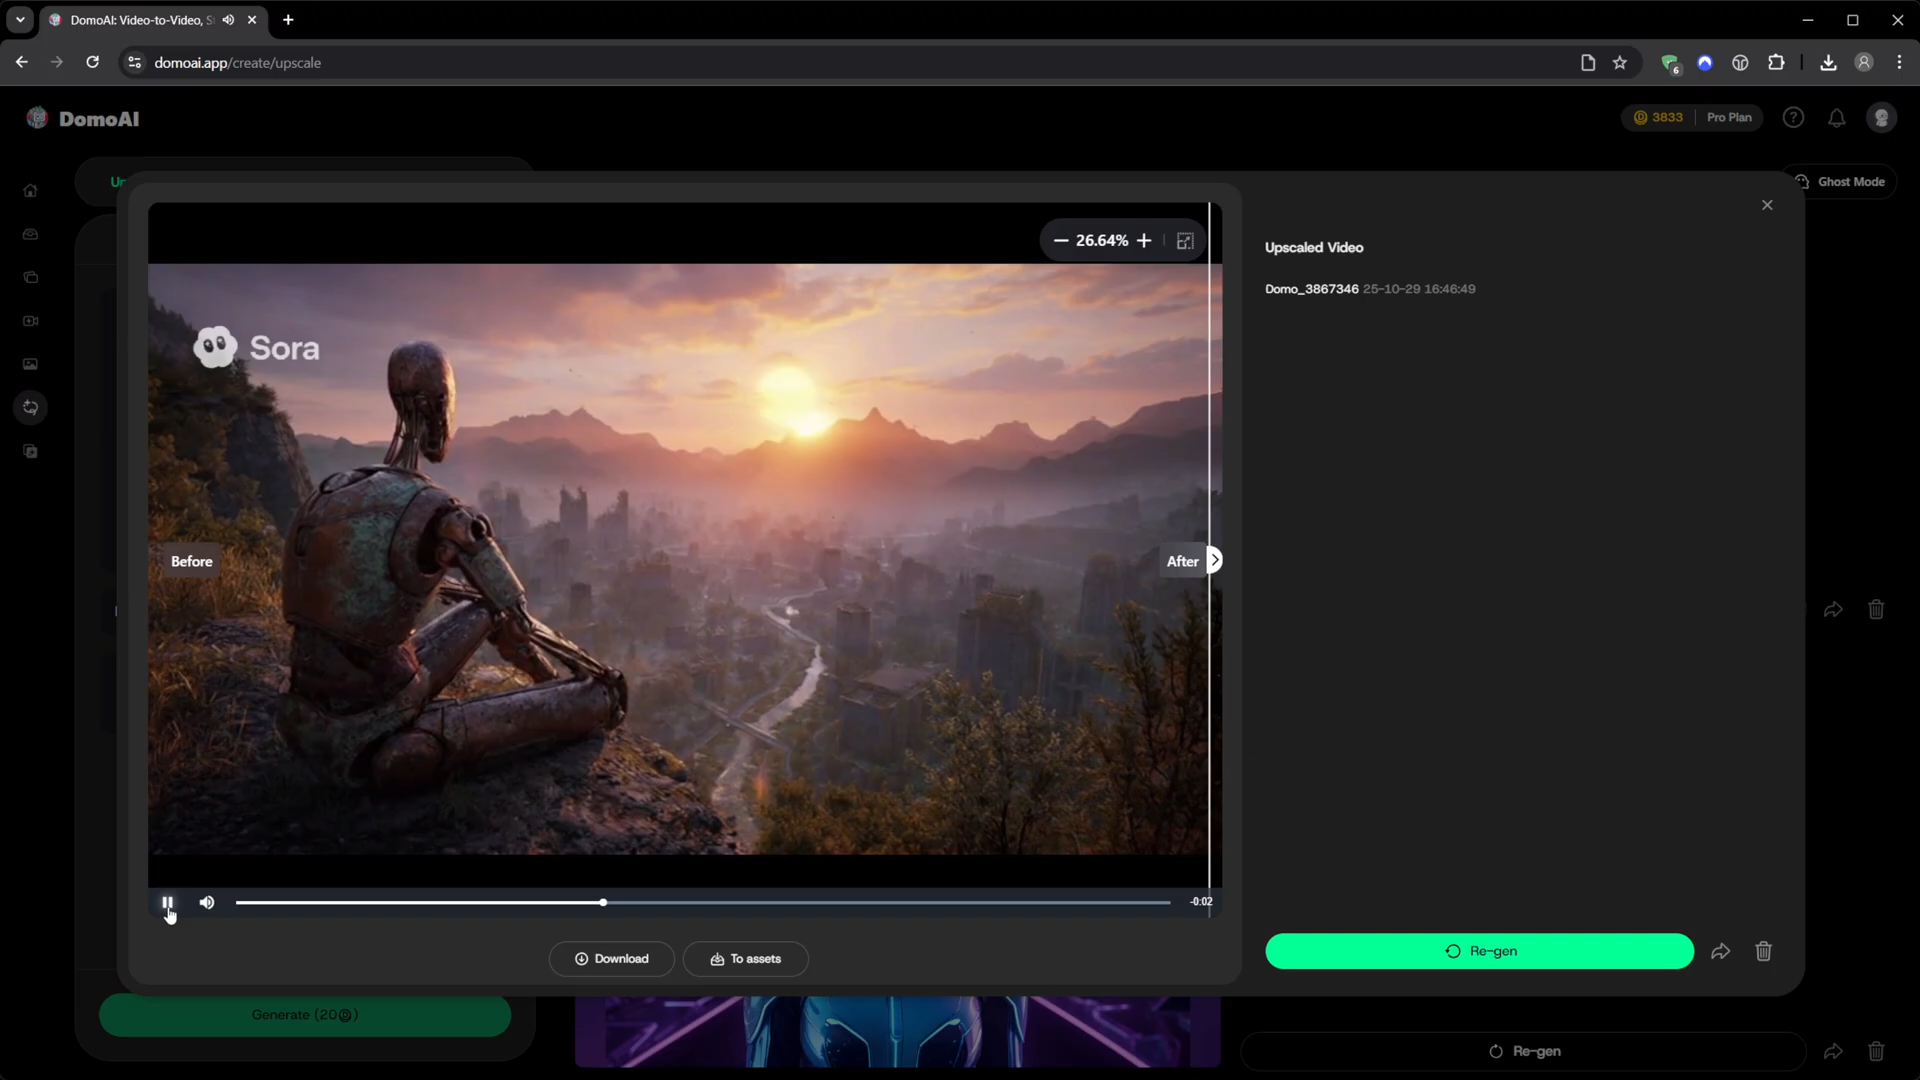 DomoAI: Video-to-Video, S
domoai.app/create/upscale
6
DomoAI
3833
Pro Plan
Ghost Mode
26.64%
Upscaled Video
Domo_3867346 25-10-29 16:46:49
Sora
Before
After
-0:02
Download
To assets
Re-gen
Generate (20)
Re-gen